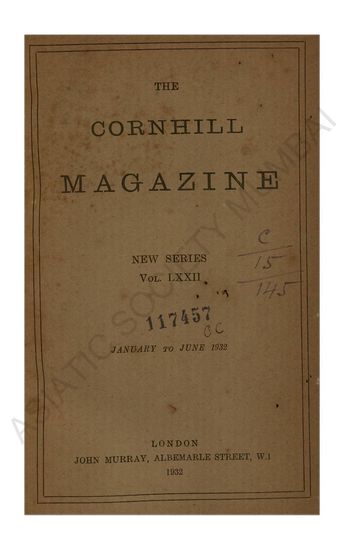 THE
CORNHILL
MAGAZINE
NEW SERIES
VOL. LXXII.
C
15
145
117457
BC
JANUARY TO JUNE 1932
LONDON
JOHN MURRAY, ALBEMARLE STREET, W.1
1932
ASIATIC SOCIETY MUMBAI